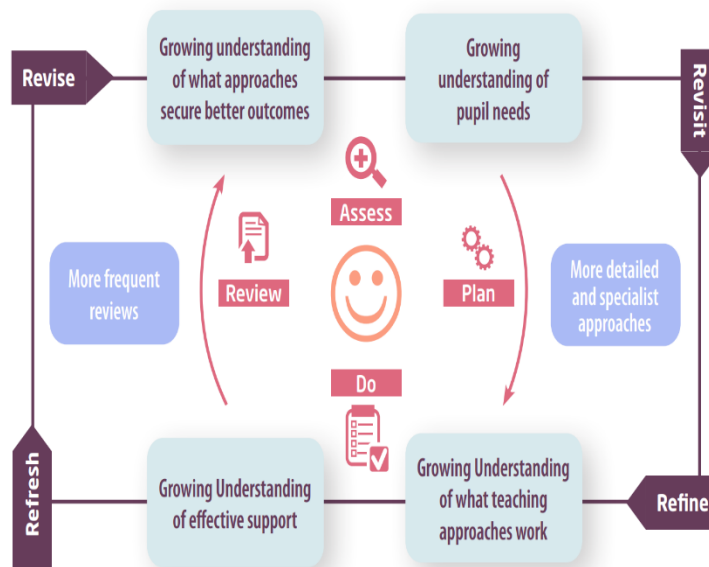 Revise
Growing understanding
of what approaches
secure better outcomes
Growing
understanding of
pupil needs
Revisit
Assess
More frequent
reviews
Review
Plan
More detailed
and specialist
approaches
Do
Refresh
Growing Understanding
of effective support
Growing Understanding
of what teaching
approaches work
Refine